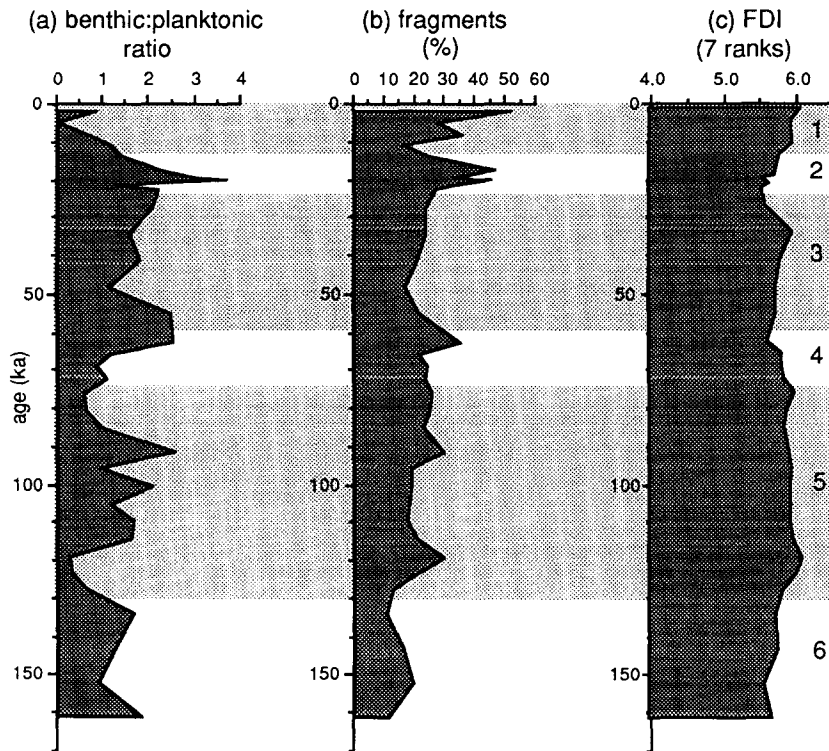 (a) benthic:planktonic ratio
(b) fragments (%)
(c) FDI (7 ranks)
0 1 2 3 4
0 10 20 30 40 50 60
4.0 5.0 6.0
0 0 0
1
2
3
50 50 50
4
age (ka)
5
100 100 100
6
150 150 150